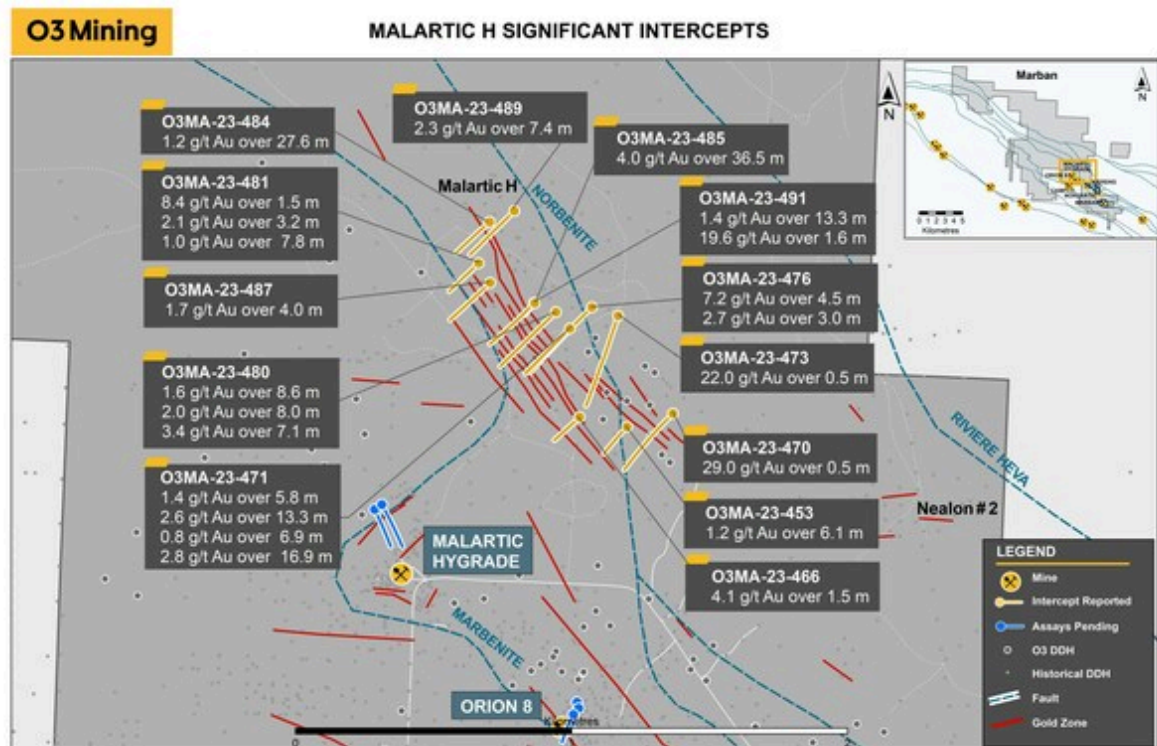 O3 Mining
MALARTIC H SIGNIFICANT INTERCEPTS
O3MA-23-484
1.2 g/t Au over 27.6 m
O3MA-23-489
2.3 g/t Au over 7.4 m
O3MA-23-485
4.0 g/t Au over 36.5 m
O3MA-23-481
8.4 g/t Au over 1.5 m
2.1 g/t Au over 3.2 m
1.0 g/t Au over 7.8 m
O3MA-23-491
1.4 g/t Au over 13.3 m
19.6 g/t Au over 1.6 m
O3MA-23-487
1.7 g/t Au over 4.0 m
O3MA-23-476
7.2 g/t Au over 4.5 m
2.7 g/t Au over 3.0 m
O3MA-23-473
22.0 g/t Au over 0.5 m
O3MA-23-480
1.6 g/t Au over 8.6 m
2.0 g/t Au over 8.0 m
3.4 g/t Au over 7.1 m
O3MA-23-470
29.0 g/t Au over 0.5 m
O3MA-23-471
1.4 g/t Au over 5.8 m
2.6 g/t Au over 13.3 m
0.8 g/t Au over 6.9 m
2.8 g/t Au over 16.9 m
O3MA-23-453
1.2 g/t Au over 6.1 m
O3MA-23-466
4.1 g/t Au over 1.5 m
Malartic H
NORBENITE
RIVIERE HEVA
Nealon # 2
MALARTIC
HYGRADE
MARBENITE
ORION 8
Kilometres
0
N
Marban
N
0 1 2 3 4 5
Kilometres
LEGEND
Mine
Intercept Reported
Assays Pending
O3 DDH
Historical DDH
Fault
Gold Zone